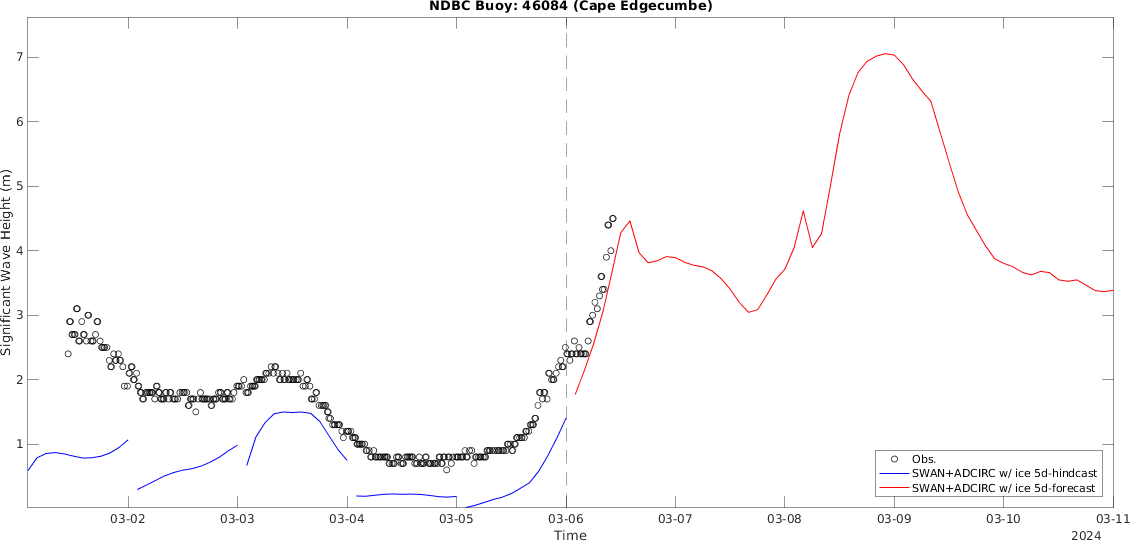 NDBC Buoy: 46084 (Cape Edgecumbe)
Significant Wave Height (m)
7
6
5
4
3
2
1
Obs.
SWAN+ADCIRC w/ ice 5d-hindcast
SWAN+ADCIRC w/ ice 5d-forecast
03-02 03-03 03-04 03-05 03-06 03-07 03-08 03-09 03-10 03-11
Time
2024